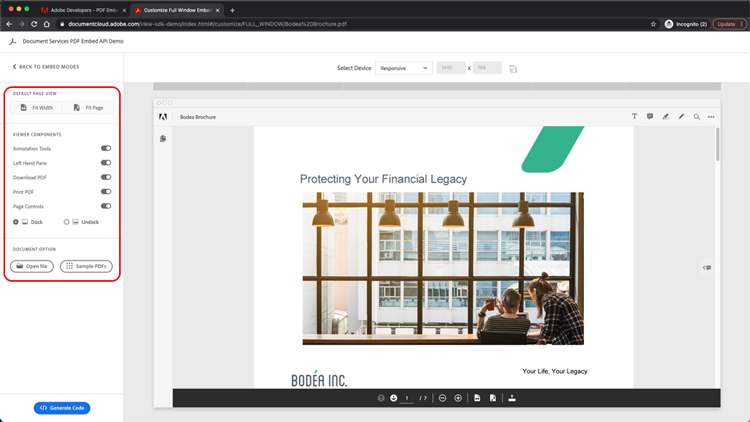 Adobe Developers - PDF Emb
Customize Full Window Embed
documentcloud.adobe.com/view-sdk-demo/index.html#/customize/FULL_WINDOW/Bodea%20Brochure.pdf
Incognito (2)
Update
Document Services PDF Embed API Demo
BACK TO EMBED MODES
Select Device
Responsive
X
DEFAULT PAGE VIEW
Fit Width
Fit Page
VIEWER COMPONENTS
Annotation Tools
Left Hand Pane
Download PDF
Print PDF
Page Controls
Dock
Undock
DOCUMENT OPTION
Open file
Sample PDFs
Generate Code
Bodea Brochure
Protecting Your Financial Legacy
BODĒA INC.
Your Life, Your Legacy
1 / 7